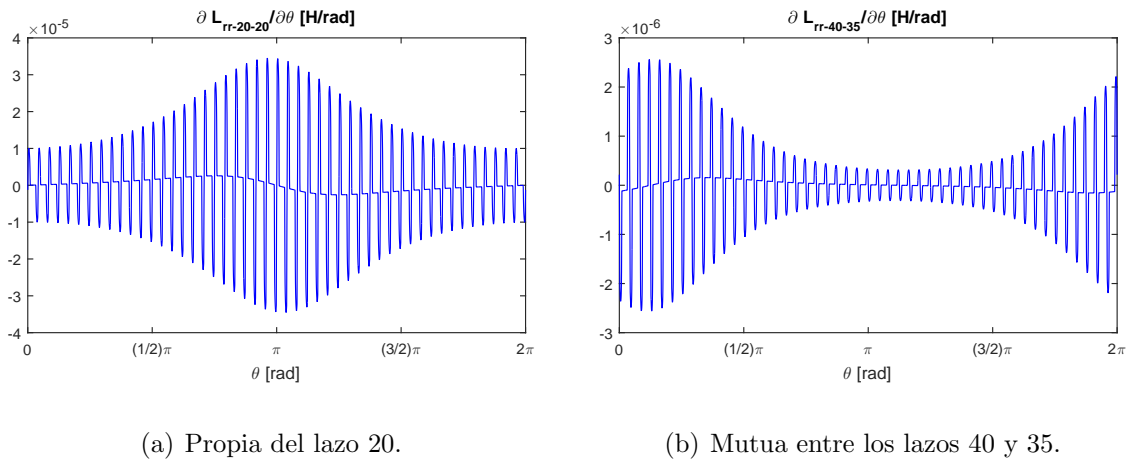 ∂ L_rr-20-20/∂θ [H/rad]
×10^-5
4
3
2
1
0
-1
-2
-3
-4
0 (1/2)π π (3/2)π 2π
θ [rad]
(a) Propia del lazo 20.
∂ L_rr-40-35/∂θ [H/rad]
×10^-6
3
2
1
0
-1
-2
-3
0 (1/2)π π (3/2)π 2π
θ [rad]
(b) Mutua entre los lazos 40 y 35.